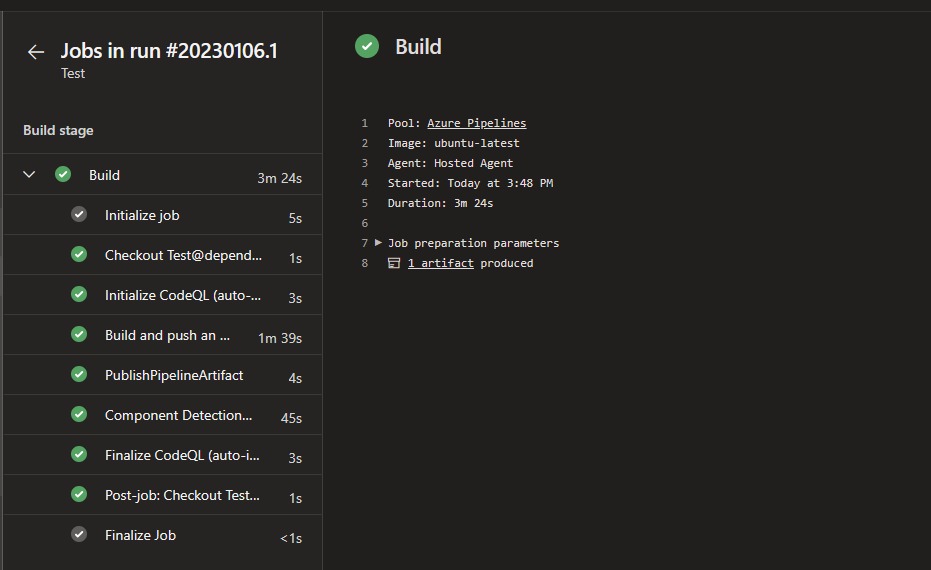 Jobs in run #20230106.1
Test
Build stage
Build 3m 24s
Initialize job 5s
Checkout Test@depend... 1s
Initialize CodeQL (auto-... 3s
Build and push an ... 1m 39s
PublishPipelineArtifact 4s
Component Detection... 45s
Finalize CodeQL (auto-i... 3s
Post-job: Checkout Test... 1s
Finalize Job <1s
Build
1 Pool: Azure Pipelines
2 Image: ubuntu-latest
3 Agent: Hosted Agent
4 Started: Today at 3:48 PM
5 Duration: 3m 24s
6
7 Job preparation parameters
8 1 artifact produced